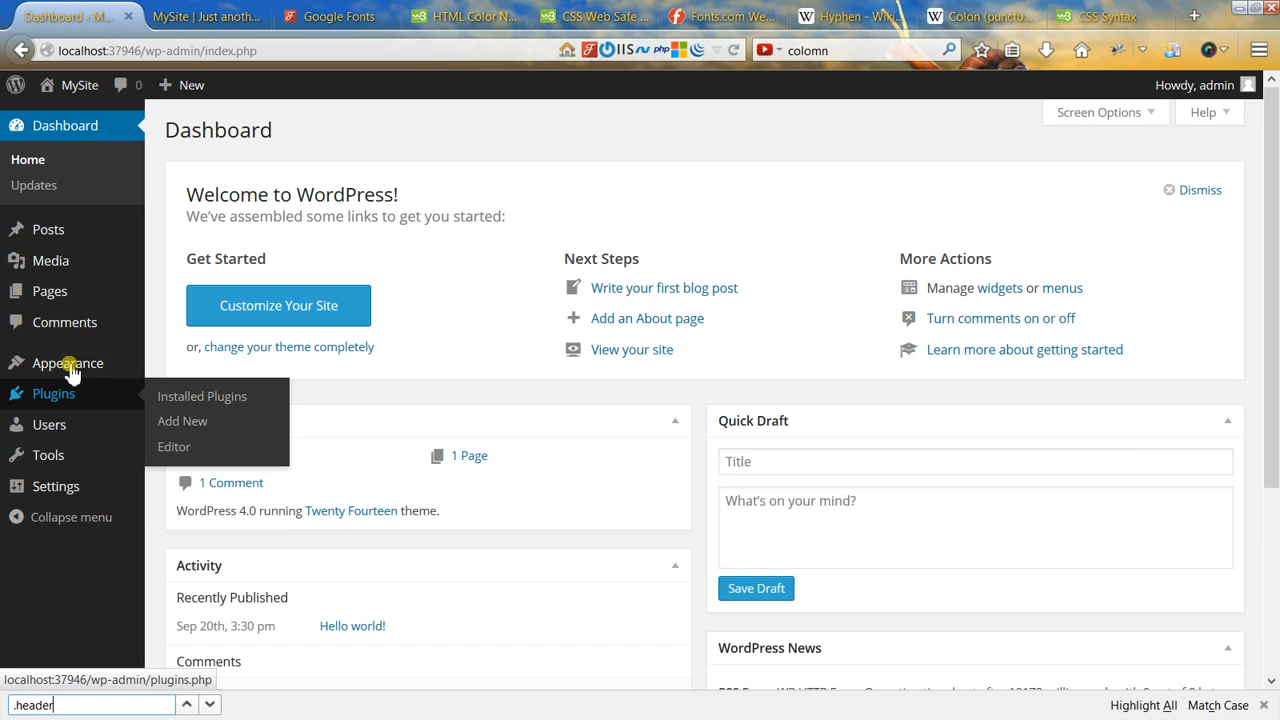 Dashboard ‹ M...
MySite | Just anoth...
Google Fonts
HTML Color N...
CSS Web Safe ...
Fonts.com We...
Hyphen - Wiki...
Colon (punctu...
CSS Syntax
localhost:37946/wp-admin/index.php
IIS
php
colomn
MySite
0
New
Howdy, admin
Dashboard
Home
Updates
Posts
Media
Pages
Comments
Appearance
Plugins
Users
Tools
Settings
Collapse menu
Installed Plugins
Add New
Editor
Dashboard
Screen Options
Help
Welcome to WordPress!
We've assembled some links to get you started:
Dismiss
Get Started
Customize Your Site
or, change your theme completely
Next Steps
Write your first blog post
Add an About page
View your site
More Actions
Manage widgets or menus
Turn comments on or off
Learn more about getting started
1 Page
1 Comment
WordPress 4.0 running Twenty Fourteen theme.
Activity
Recently Published
Sep 20th, 3:30 pm
Hello world!
Comments
Quick Draft
Title
What's on your mind?
Save Draft
WordPress News
localhost:37946/wp-admin/plugins.php
.header
Highlight All
Match Case